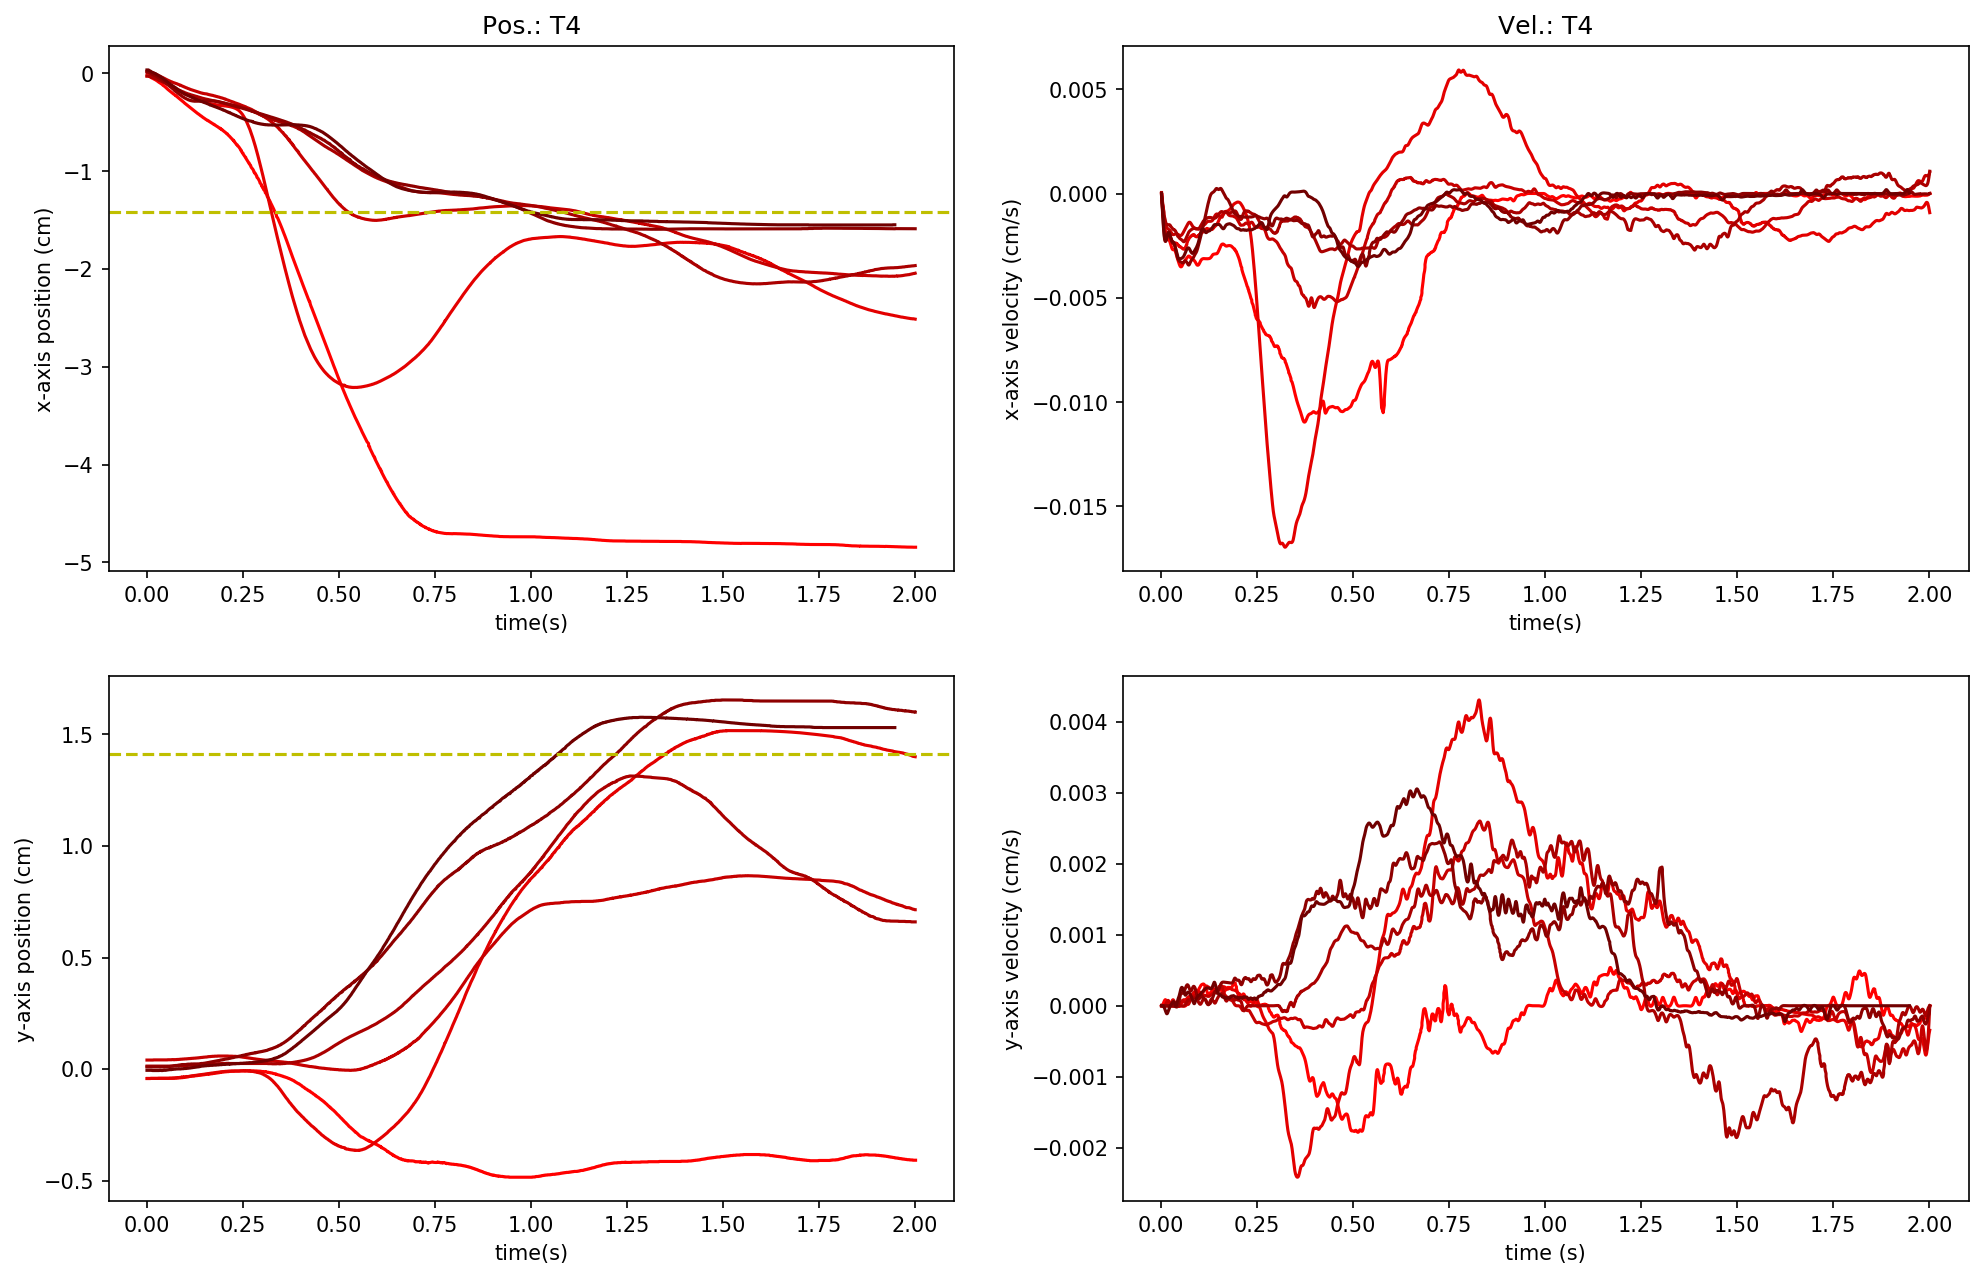 Pos.: T4
0
−1
−2
−3
−4
−5
x-axis position (cm)
0.00 0.25 0.50 0.75 1.00 1.25 1.50 1.75 2.00
time(s)
Vel.: T4
0.005
0.000
−0.005
−0.010
−0.015
x-axis velocity (cm/s)
0.00 0.25 0.50 0.75 1.00 1.25 1.50 1.75 2.00
time(s)
1.5
1.0
0.5
0.0
−0.5
y-axis position (cm)
0.00 0.25 0.50 0.75 1.00 1.25 1.50 1.75 2.00
time(s)
0.004
0.003
0.002
0.001
0.000
−0.001
−0.002
y-axis velocity (cm/s)
0.00 0.25 0.50 0.75 1.00 1.25 1.50 1.75 2.00
time (s)